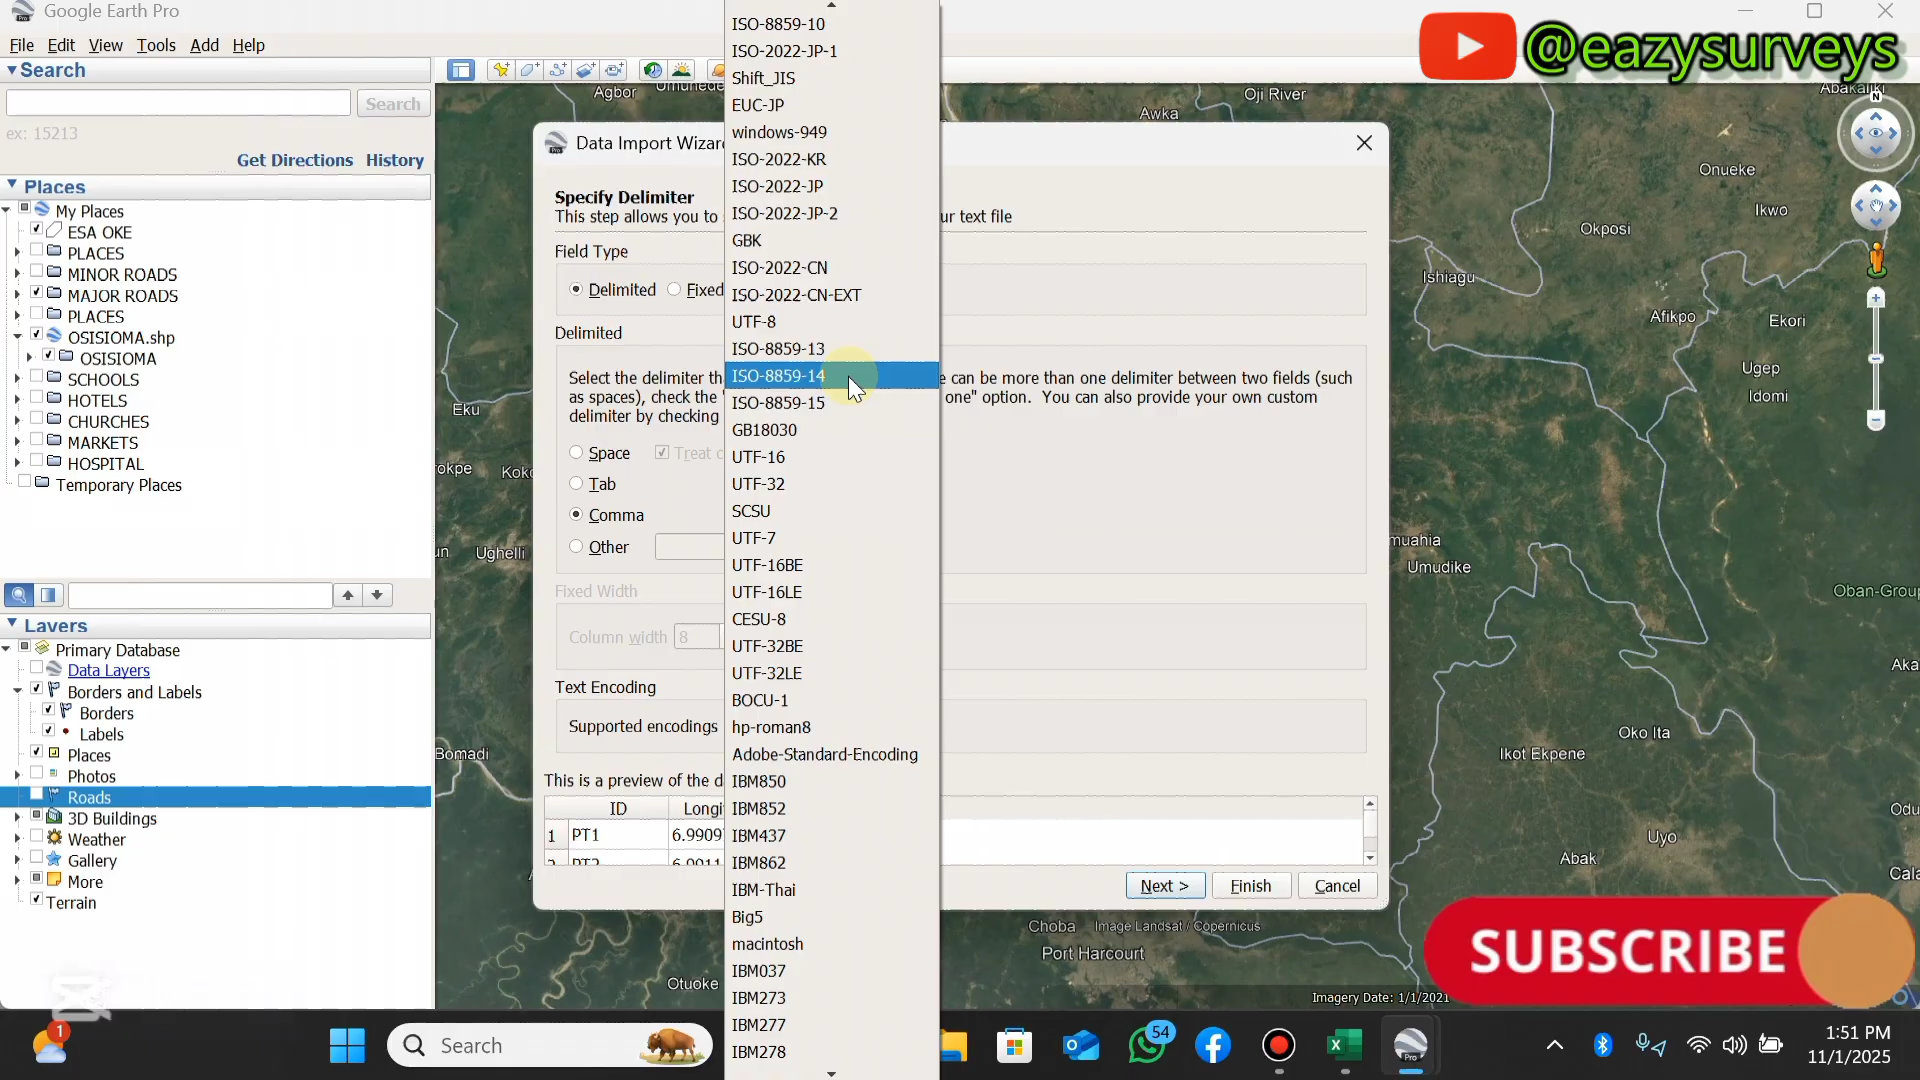 Google Earth Pro
File Edit View Tools Add Help
Search
Search
ex: 15213
Get Directions History
Places
My Places
ESA OKE
PLACES
MINOR ROADS
MAJOR ROADS
PLACES
OSISIOMA.shp
OSISIOMA
SCHOOLS
HOTELS
CHURCHES
MARKETS
HOSPITAL
Temporary Places
Layers
Primary Database
Data Layers
Borders and Labels
Borders
Labels
Places
Photos
Roads
3D Buildings
Weather
Gallery
More
Terrain
Data Import Wizar
Specify Delimiter
This step allows you to
ur text file
Field Type
Delimited Fixed
Delimited
Select the delimiter th
e can be more than one delimiter between two fields (such
as spaces), check the
one" option. You can also provide your own custom
delimiter by checking
Space Treat c
Tab
Comma
Other
Fixed Width
Column width 8
Text Encoding
Supported encodings
This is a preview of the d
ID Longi
1 PT1 6.9909
PT2 6.9911
Next > Finish Cancel
ISO-8859-10
ISO-2022-JP-1
Shift_JIS
EUC-JP
windows-949
ISO-2022-KR
ISO-2022-JP
ISO-2022-JP-2
GBK
ISO-2022-CN
ISO-2022-CN-EXT
UTF-8
ISO-8859-13
ISO-8859-14
ISO-8859-15
GB18030
UTF-16
UTF-32
SCSU
UTF-7
UTF-16BE
UTF-16LE
CESU-8
UTF-32BE
UTF-32LE
BOCU-1
hp-roman8
Adobe-Standard-Encoding
IBM850
IBM852
IBM437
IBM862
IBM-Thai
Big5
macintosh
IBM037
IBM273
IBM277
IBM278
@eazysurveys
Agbor
Awka
Oji River
Abakaliki
N
Onueke
Ikwo
Okposi
Ishiagu
Afikpo
Ekori
Ugep
Idomi
Eku
okpe
Koko
Ughelli
un
muahia
Umudike
Oban-Group
Bomadi
Oko Ita
Ikot Ekpene
Aka
Odu
Uyo
Abak
Cala
Choba
Image Landsat / Copernicus
Port Harcourt
Otuoke
SUBSCRIBE
Imagery Date: 1/1/2021
1
Search
54
Pro
1:51 PM
11/1/2025